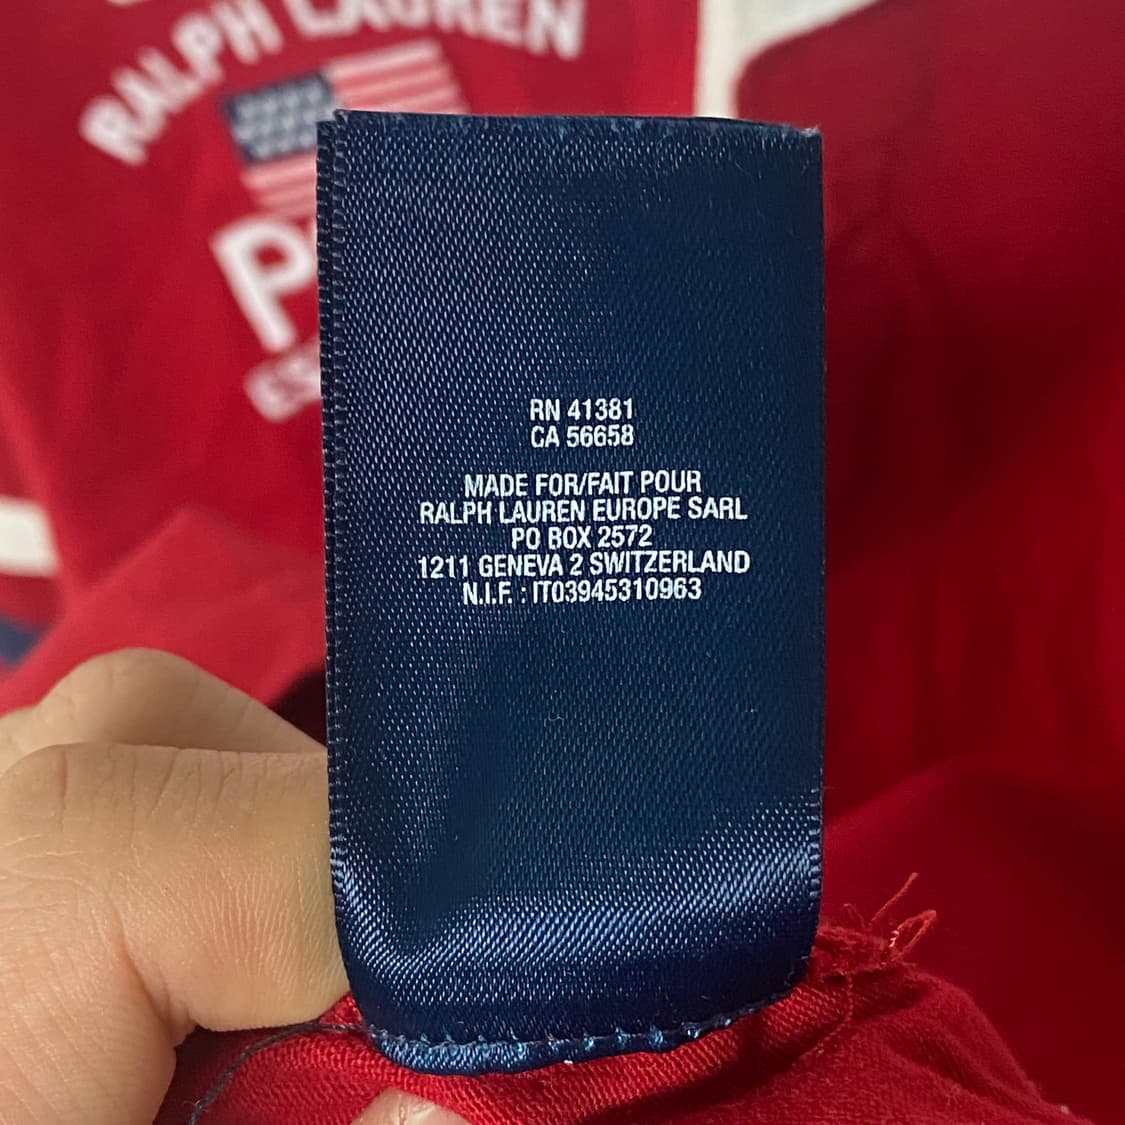 RALPH LAUREN
RN 41381
CA 56658
MADE FOR/FAIT POUR
RALPH LAUREN EUROPE SARL
PO BOX 2572
1211 GENEVA 2 SWITZERLAND
N.I.F. : IT03945310963